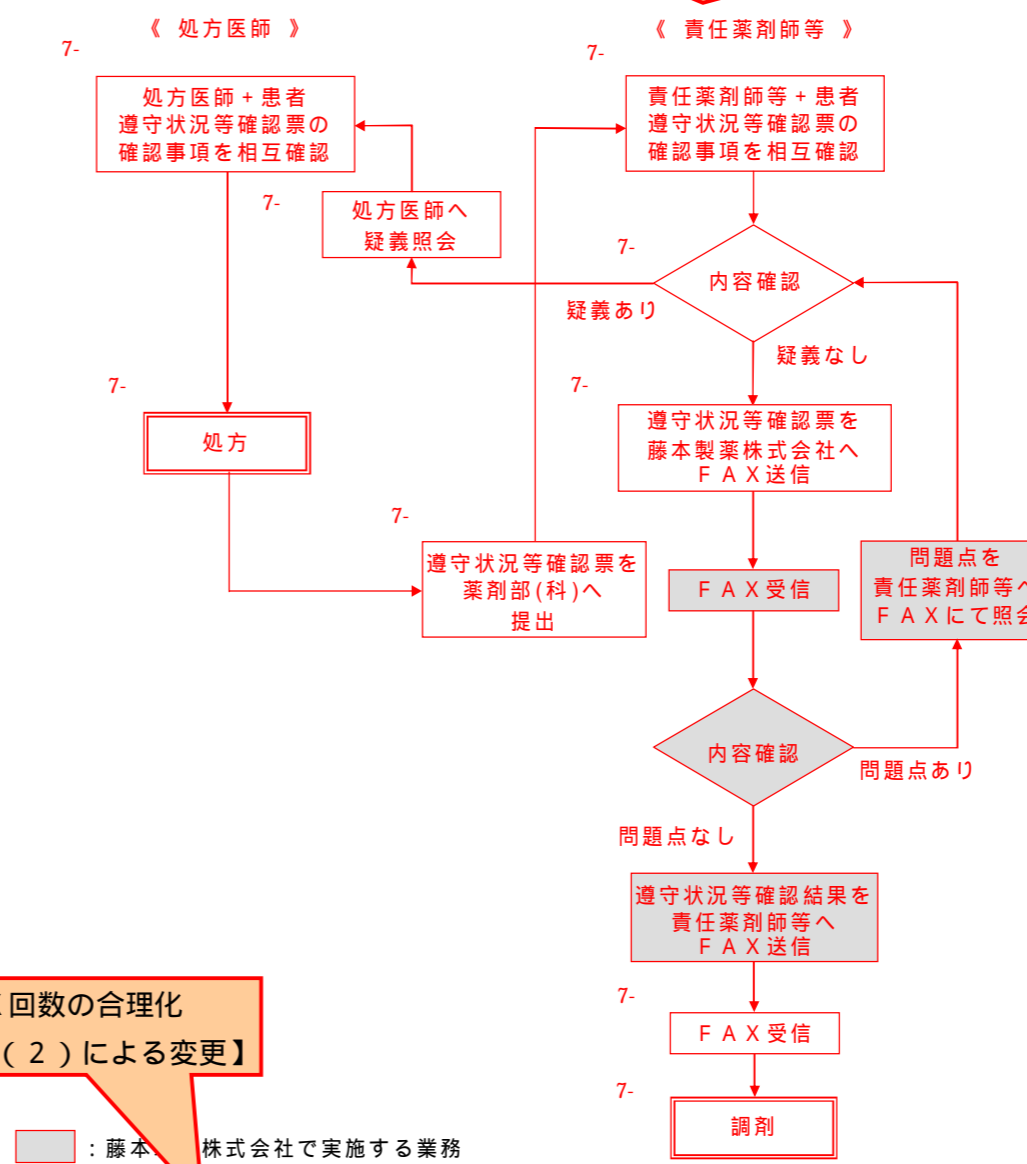 《 処方医師 》
7-
処方医師+患者
遵守状況等確認票の
確認事項を相互確認
7-
処方医師へ
疑義照会
7-
処方
7-
遵守状況等確認票を
薬剤部(科)へ
提出
《 責任薬剤師等 》
7-
責任薬剤師等+患者
遵守状況等確認票の
確認事項を相互確認
7-
内容確認
疑義あり
疑義なし
7-
遵守状況等確認票を
藤本製薬株式会社へ
FAX送信
FAX受信
問題点を
責任薬剤師等へ
FAXにて照会
内容確認
問題点あり
問題点なし
遵守状況等確認結果を
責任薬剤師等へ
FAX送信
7-
FAX受信
7-
調剤
回数の合理化
(2)による変更】
:藤本 株式会社で実施する業務